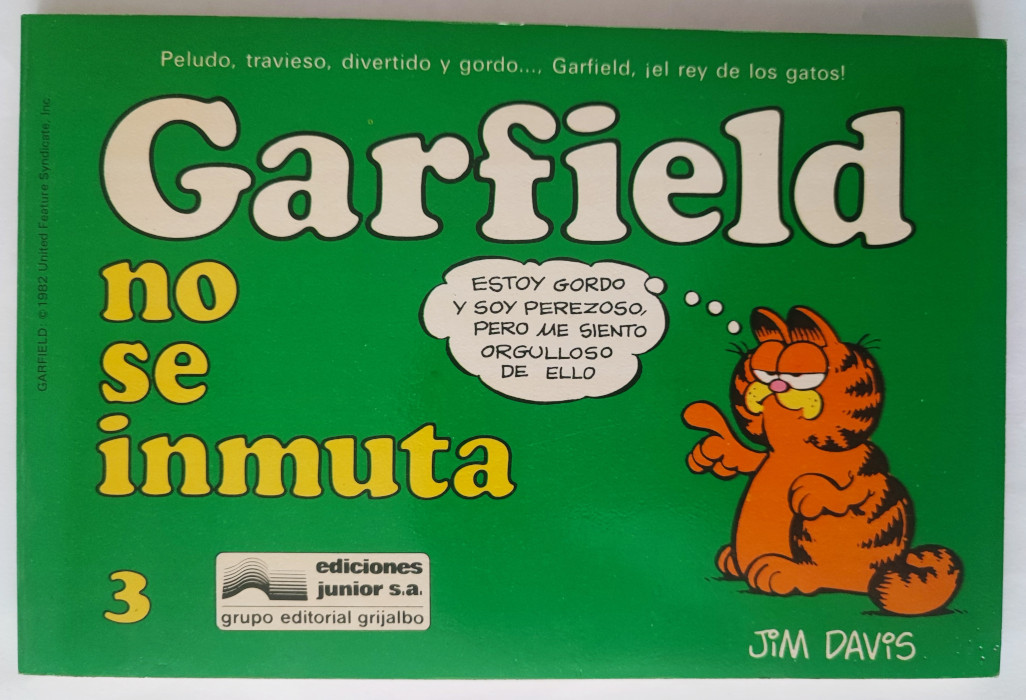 Peludo, travieso, divertido y gordo..., Garfield, ¡el rey de los gatos!
Garfield
no
se
inmuta
ESTOY GORDO
Y SOY PEREZOSO,
PERO ME SIENTO
ORGULLOSO
DE ELLO
3
ediciones
junior s.a.
grupo editorial grijalbo
JIM DAVIS
GARFIELD © 1982 United Feature Syndicate, Inc